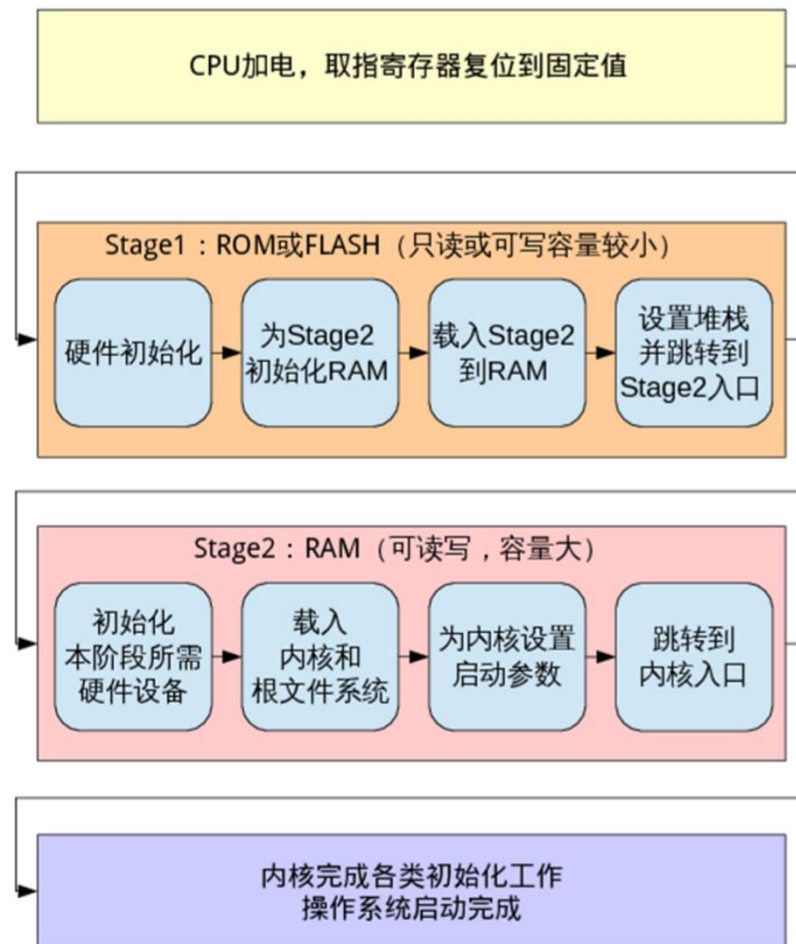 CPU加电，取指寄存器复位到固定值
Stage1：ROM或FLASH（只读或可写容量较小）
硬件初始化
为Stage2
初始化RAM
载入Stage2
到RAM
设置堆栈
并跳转到
Stage2入口
Stage2：RAM（可读写，容量大）
初始化
本阶段所需
硬件设备
载入
内核和
根文件系统
为内核设置
启动参数
跳转到
内核入口
内核完成各类初始化工作
操作系统启动完成